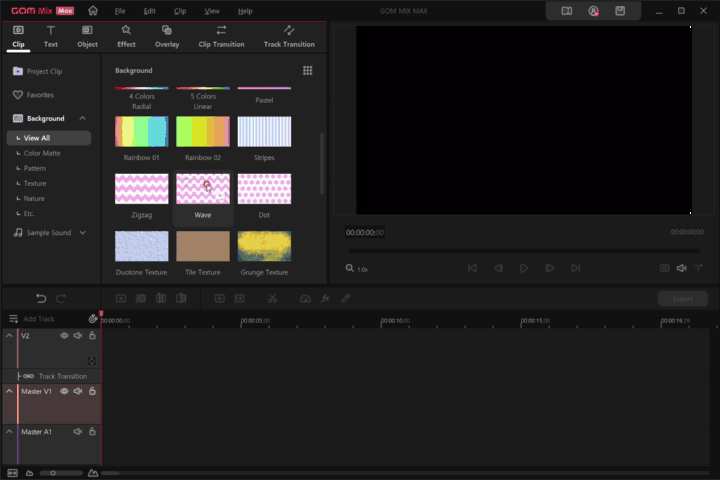 GOM Mix Max File Edit Clip View Help GOM MIX MAX
Clip Text Object Effect Overlay Clip Transition Track Transition
Project Clip
Favorites
Background
View All
Color Matte
Pattern
Texture
Nature
Etc.
Sample Sound
Background
4 Colors Radial
5 Colors Linear
Pastel
Rainbow 01
Rainbow 02
Stripes
Zigzag
Wave
Dot
Duotone Texture
Tile Texture
Grunge Texture
00:00:00;00
00:00:00;00
1.0x
Export
Add Track
00:00:00;00
00:00:05;00
00:00:10;00
00:00:15;00
V2
Track Transition
Master V1
Master A1